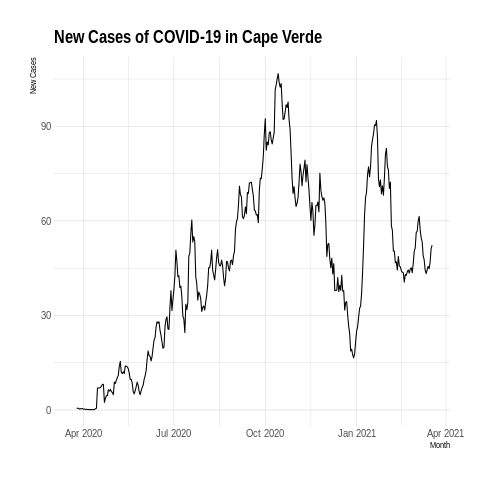 New Cases of COVID-19 in Cape Verde
New Cases
90
60
30
0
Apr 2020 Jul 2020 Oct 2020 Jan 2021 Apr 2021
Month